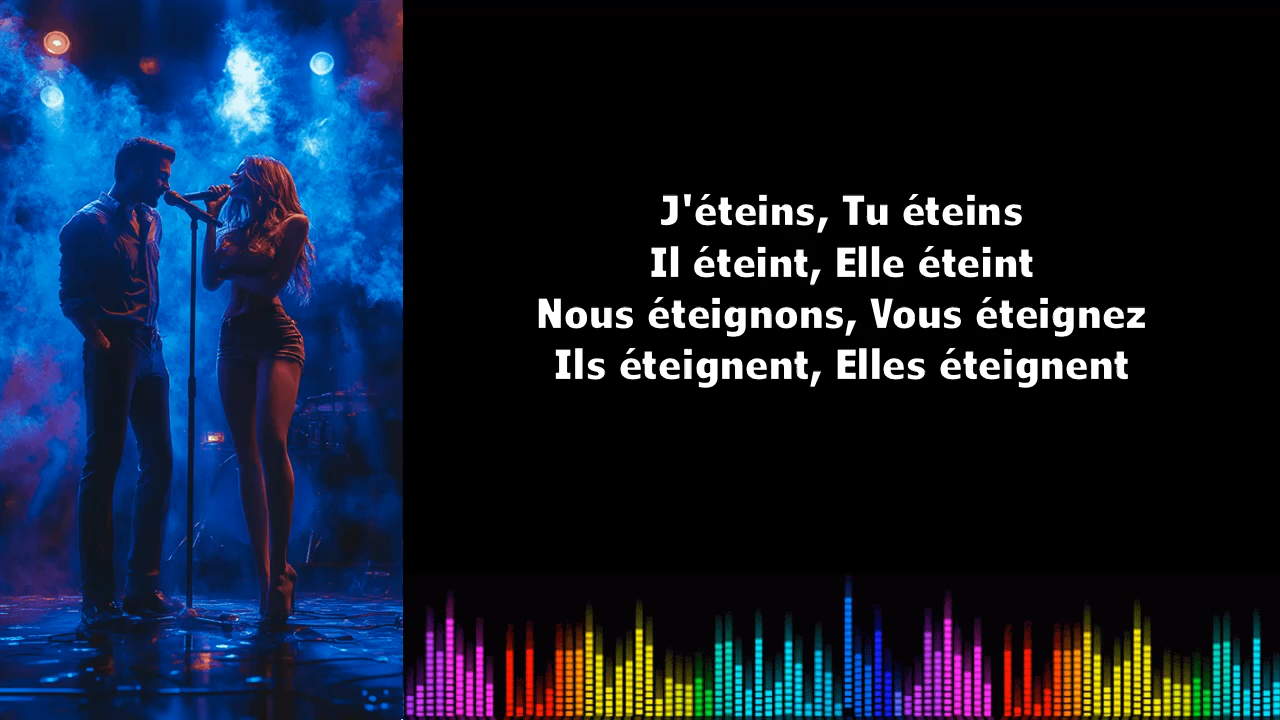 J'éteins, Tu éteins
Il éteint, Elle éteint
Nous éteignons, Vous éteignez
Ils éteignent, Elles éteignent